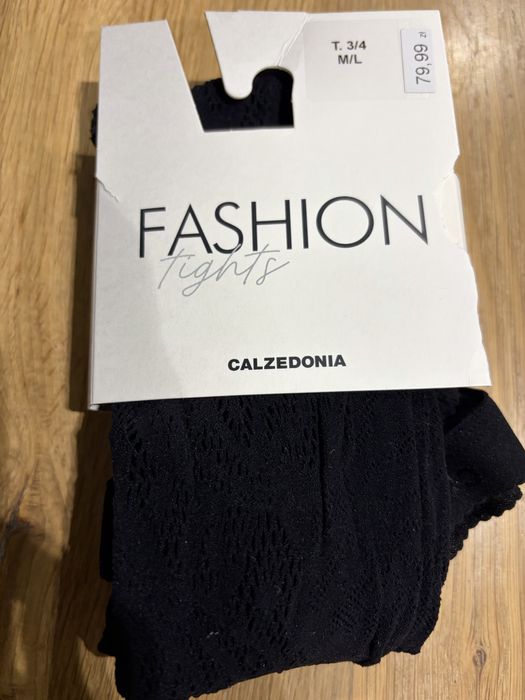 T. 3/4
M/L
79,99 zł
FASHION
tights
CALZEDONIA